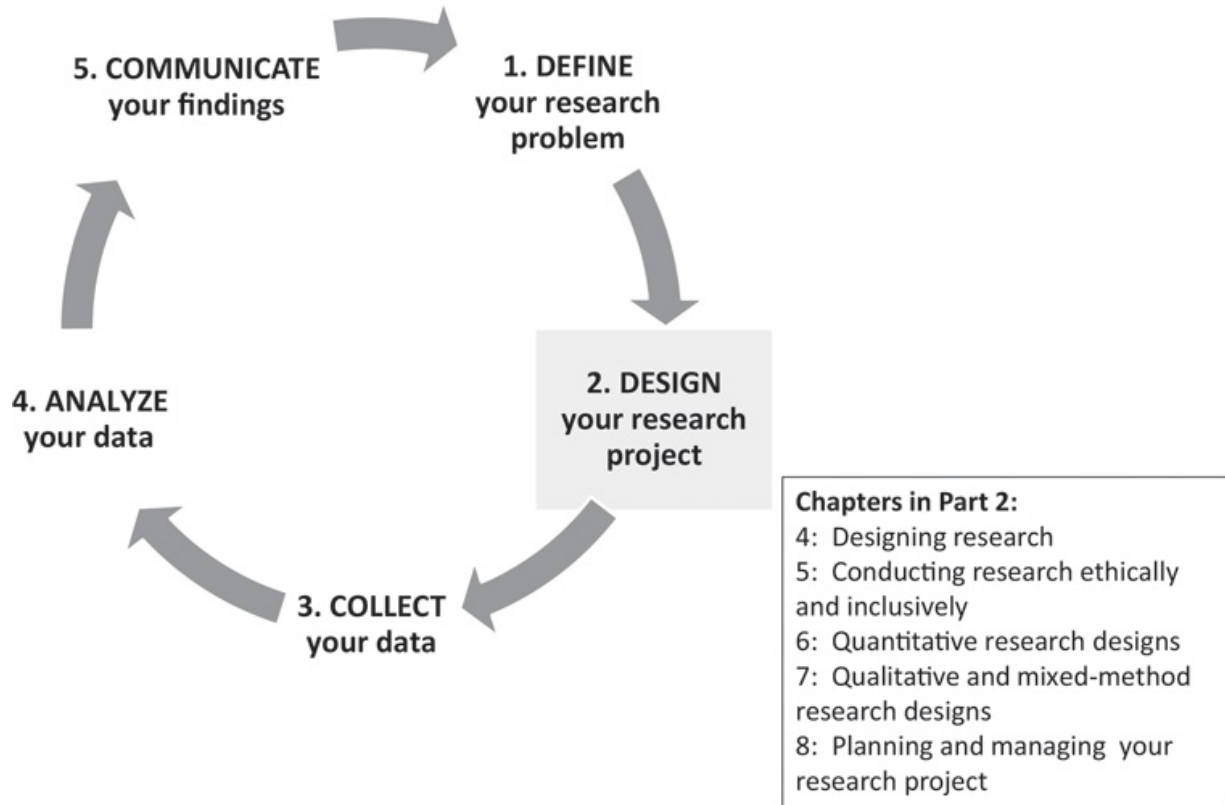 5. COMMUNICATE
your findings
1. DEFINE
your research
problem
2. DESIGN
your research
project
3. COLLECT
your data
4. ANALYZE
your data
Chapters in Part 2:
4: Designing research
5: Conducting research ethically
and inclusively
6: Quantitative research designs
7: Qualitative and mixed-method
research designs
8: Planning and managing your
research project